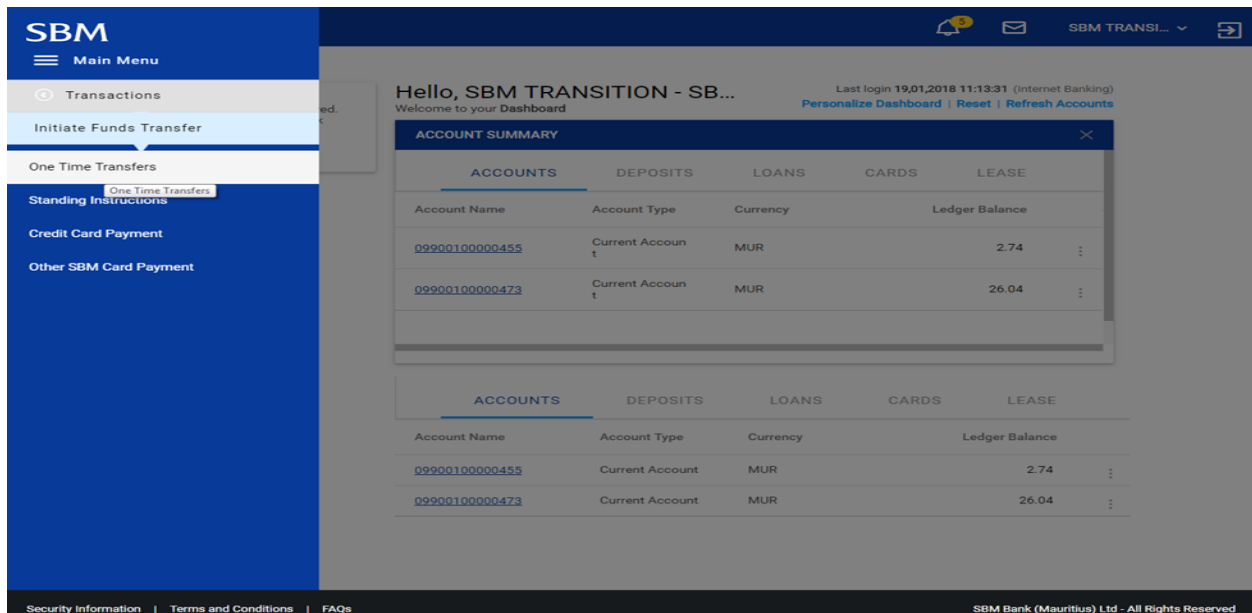 SBM
Main Menu
Transactions
Initiate Funds Transfer
One Time Transfers
One Time Transfers
Standing Instructions
Credit Card Payment
Other SBM Card Payment
5
SBM TRANSI...
ed.
Hello, SBM TRANSITION - SB...
Welcome to your Dashboard
Last login 19,01,2018 11:13:31 (Internet Banking)
Personalize Dashboard | Reset | Refresh Accounts
ACCOUNT SUMMARY
ACCOUNTS DEPOSITS LOANS CARDS LEASE
Account Name Account Type Currency Ledger Balance
09900100000455 Current Accoun
t MUR 2.74
09900100000473 Current Accoun
t MUR 26.04
ACCOUNTS DEPOSITS LOANS CARDS LEASE
Account Name Account Type Currency Ledger Balance
09900100000455 Current Account MUR 2.74
09900100000473 Current Account MUR 26.04
Security Information | Terms and Conditions | FAQs
SBM Bank (Mauritius) Ltd - All Rights Reserved